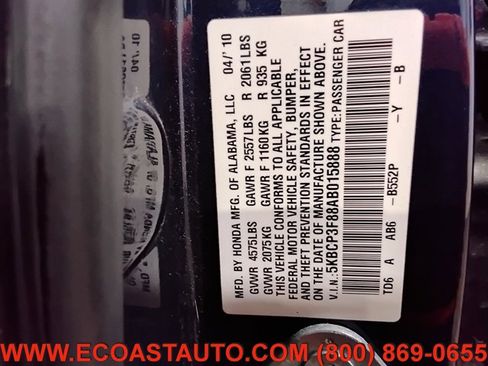 MFD. BY HONDA MFG. OF ALABAMA, LLC 04/'10
GVWR 4575LBS GAWR F 2557LBS R 2061LBS
GVWR 2075KG GAWR F 1160KG R 935 KG
THIS VEHICLE CONFORMS TO ALL APPLICABLE
FEDERAL MOTOR VEHICLE SAFETY, BUMPER,
AND THEFT PREVENTION STANDARDS IN EFFECT
ON THE DATE OF MANUFACTURE SHOWN ABOVE.
V.I.N.:5KBCP3F88AB015888 TYPE:PASSENGER CAR
TD6 A AB6 -B552P -Y -B
04/'10
WWW.ECOASTAUTO.COM (800) 869-0655